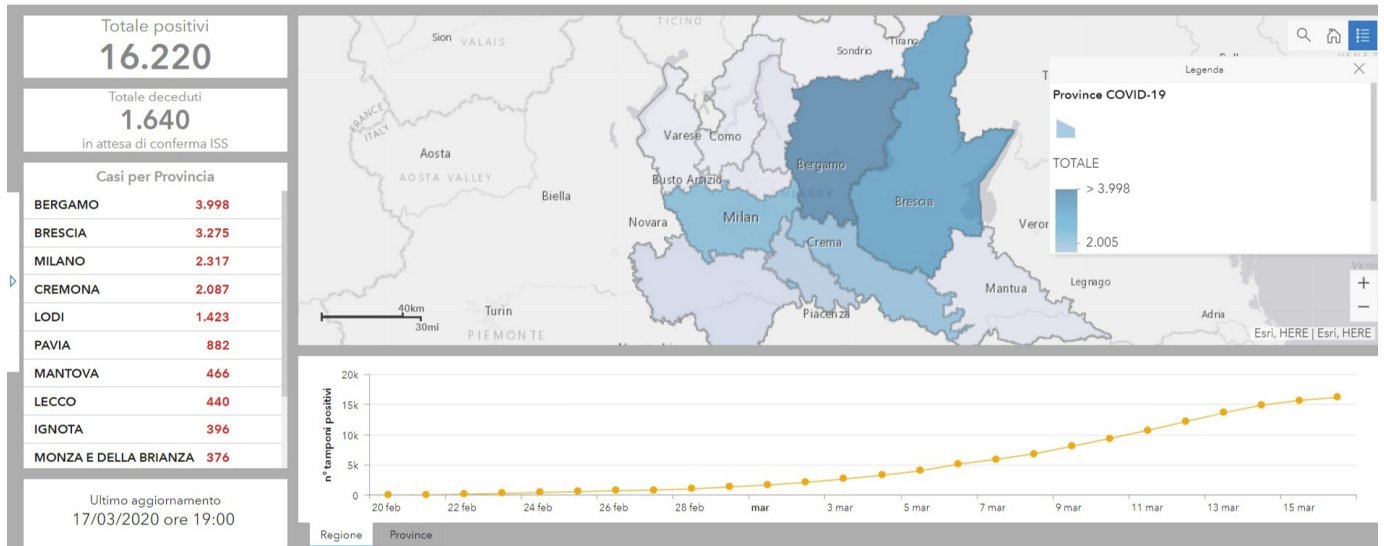 Totale positivi
16.220
Totale deceduti
1.640
in attesa di conferma ISS
Casi per Provincia
BERGAMO 3.998
BRESCIA 3.275
MILANO 2.317
CREMONA 2.087
LODI 1.423
PAVIA 882
MANTOVA 466
LECCO 440
IGNOTA 396
MONZA E DELLA BRIANZA 376
Ultimo aggiornamento
17/03/2020 ore 19:00
TICINO
Sion VALAIS
Sondrio Tirano
FRANCE
ITALY
Varese Como
Aosta
AOSTA VALLEY
Bergamo
Busto Arsizio
Biella
Brescia
Novara Milan
Crema
Mantua Legnago
Turin
Piacenza
Adria
PIEMONTE
40km
30mi
Legenda
Province COVID-19
TOTALE
> 3.998
2.005
+
−
Esri, HERE | Esri, HERE
n° tamponi positivi
20k
15k
10k
5k
0
20 feb 22 feb 24 feb 26 feb 28 feb mar 3 mar 5 mar 7 mar 9 mar 11 mar 13 mar 15 mar
Regione Province